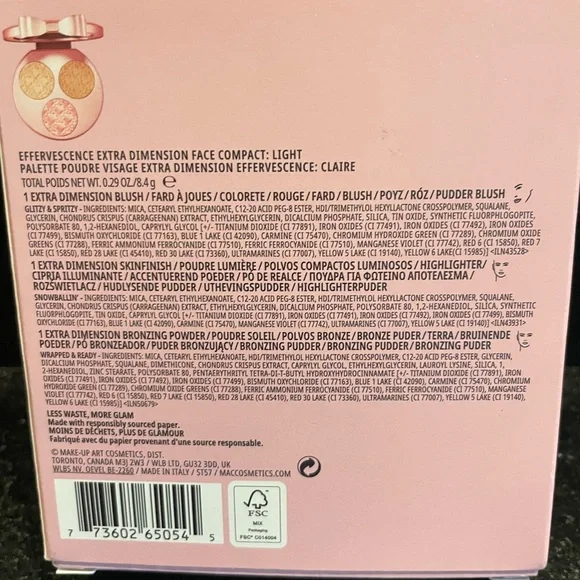 EFFERVESCENCE EXTRA DIMENSION FACE COMPACT: LIGHT
PALETTE POUDRE VISAGE EXTRA DIMENSION EFFERVESCENCE: CLAIRE
TOTAL POIDS NET WT. 0.29 OZ/8.4g ℮
1 EXTRA DIMENSION BLUSH / FARD À JOUES / COLORETE / ROUGE / FARD / BLUSH / ΡΟΥΖ / RÓŻ / PUDDER BLUSH
GLITZY & SPRITZY - INGREDIENTS: MICA, CETEARYL ETHYLHEXANOATE, C12-20 ACID PEG-8 ESTER, HDI/TRIMETHYLOL HEXYLLACTONE CROSSPOLYMER, SQUALANE,
GLYCERIN, CHONDRUS CRISPUS (CARRAGEENAN) EXTRACT, ETHYLHEXYLGLYCERIN, DICALCIUM PHOSPHATE, SILICA, TIN OXIDE, SYNTHETIC FLUORPHLOGOPITE,
POLYSORBATE 80, 1,2-HEXANEDIOL, CAPRYLYL GLYCOL [+/- TITANIUM DIOXIDE (CI 77891), IRON OXIDES (CI 77491), IRON OXIDES (CI 77492), IRON OXIDES
(CI 77499), BISMUTH OXYCHLORIDE (CI 77163), BLUE 1 LAKE (CI 42090), CARMINE (CI 75470), CHROMIUM HYDROXIDE GREEN (CI 77289), CHROMIUM OXIDE
GREENS (CI 77288), FERRIC AMMONIUM FERROCYANIDE (CI 77510), FERRIC FERROCYANIDE (CI 77510), MANGANESE VIOLET (CI 77742), RED 6 (CI 15850), RED 7
LAKE (CI 15850), RED 28 LAKE (CI 45410), RED 30 LAKE (CI 73360), ULTRAMARINES (CI 77007), YELLOW 5 LAKE (CI 19140), YELLOW 6 LAKE (CI 15985)] <ILN43528>
1 EXTRA DIMENSION SKINFINISH / POUDRE LUMIÈRE / POLVOS COMPACTOS LUMINOSOS / HIGHLIGHTER/
CIPRJA ILLUMINANTE / ACCENTUEREND POEDER / PÓ DE REALCE / ΠΟΥΔΡΑ ΓΙΑ ΦΩΤΕΙΝΟ ΑΠΟΤΕΛΕΣΜΑ /
ROZŚWIETLACZ / HUDLYSENDE PUDDER / UTHEVINGSPUDDER / HIGHLIGHTERPUDER
SNOWBALLIN' - INGREDIENTS: MICA, CETEARYL ETHYLHEXANOATE, C12-20 ACID PEG-8 ESTER, HDI/TRIMETHYLOL HEXYLLACTONE CROSSPOLYMER, SQUALANE,
GLYCERIN, CHONDRUS CRISPUS (CARRAGEENAN) EXTRACT, ETHYLHEXYLGLYCERIN, DICALCIUM PHOSPHATE, POLYSORBATE 80, 1,2-HEXANEDIOL, SILICA, SYNTHETIC
FLUORPHLOGOPITE, TIN OXIDE, CAPRYLYL GLYCOL [+/- TITANIUM DIOXIDE (CI 77891), IRON OXIDES (CI 77491), IRON OXIDES (CI 77492), IRON OXIDES (CI 77499), BISMUTH
OXYCHLORIDE (CI 77163), BLUE 1 LAKE (CI 42090), CARMINE (CI 75470), MANGANESE VIOLET (CI 77742), ULTRAMARINES (CI 77007), YELLOW 5 LAKE (CI 19140)] <ILN43931>
1 EXTRA DIMENSION BRONZING POWDER / POUDRE SOLEIL / POLVOS BRONZE / BRONZE PUDER / TERRA / BRUINENDE
POEDER / PÓ BRONZEADOR / PUDER BRĄZUJĄCY / BRONZING PUDDER / BRONZING PUDDER / BRONZING PUDER
WRAPPED & READY - INGREDIENTS: MICA, CETEARYL ETHYLHEXANOATE, HDI/TRIMETHYLOL HEXYLLACTONE CROSSPOLYMER, C12-20 ACID PEG-8 ESTER, GLYCERIN,
DICALCIUM PHOSPHATE, SQUALANE, DIMETHICONE, CHONDRUS CRISPUS EXTRACT, CAPRYLYL GLYCOL, ETHYLHEXYLGLYCERIN, LAUROYL LYSINE, SILICA, 1,
2-HEXANEDIOL, ZINC STEARATE, POLYSORBATE 80, PENTAERYTHRITYL TETRA-DI-T-BUTYL HYDROXYHYDROCINNAMATE [+/- TITANIUM DIOXIDE (CI 77891), IRON
OXIDES (CI 77491), IRON OXIDES (CI 77492), IRON OXIDES (CI 77499), BISMUTH OXYCHLORIDE (CI 77163), BLUE 1 LAKE (CI 42090), CARMINE (CI 75470), CHROMIUM
HYDROXIDE GREEN (CI 77289), CHROMIUM OXIDE GREENS (CI 77288), FERRIC AMMONIUM FERROCYANIDE (CI 77510), FERRIC FERROCYANIDE (CI 77510), MANGANESE
VIOLET (CI 77742), RED 6 (CI 15850), RED 7 LAKE (CI 15850), RED 28 LAKE (CI 45410), RED 30 LAKE (CI 73360), ULTRAMARINES (CI 77007), YELLOW 5 LAKE (CI 19140),
YELLOW 6 LAKE (CI 15985)] <ILN50679>
LESS WASTE, MORE GLAM
Made with responsibly sourced paper.
MOINS DE DÉCHETS, PLUS DE GLAMOUR
Fabriqué avec du papier provenant d'une source responsable.
© MAKE-UP ART COSMETICS, DIST.
TORONTO, CANADA M3J 2W3 / WLB LTD, GU32 3DD, UK
WLBS NV, OEVEL BE-2260 / MADE IN ITALY / ST57 / MACCOSMETICS.COM
7 73602 65054 5
FSC
MIX
Packaging
FSC® C014004